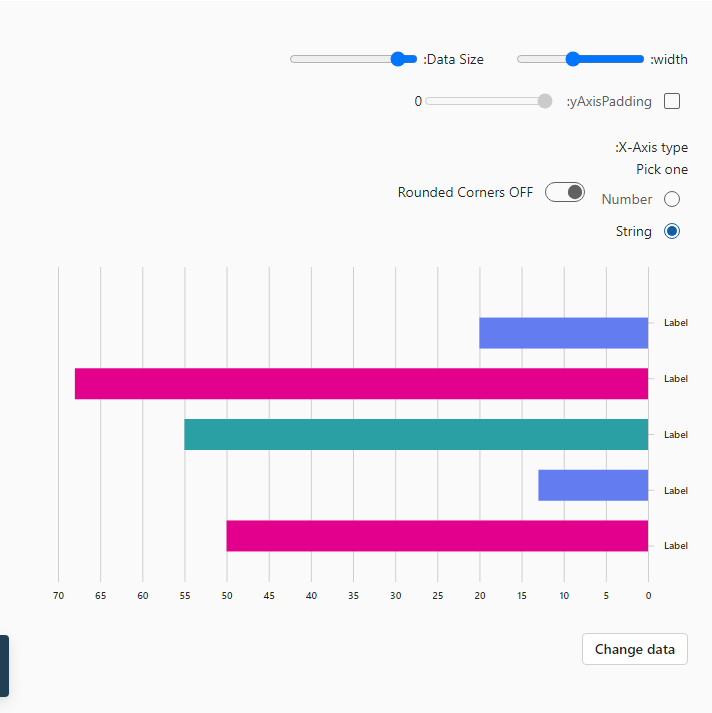 :width
:Data Size
:yAxisPadding
0
:X-Axis type
Pick one
Number
String
Rounded Corners OFF
Label
Label
Label
Label
Label
70 65 60 55 50 45 40 35 30 25 20 15 10 5 0
Change data